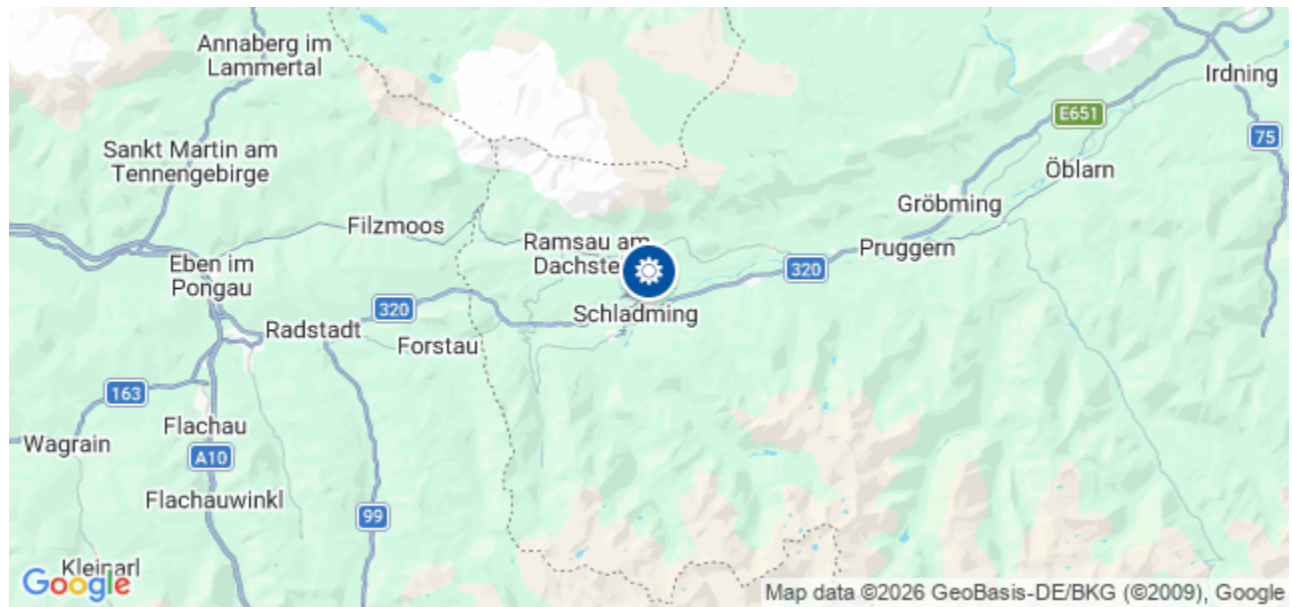 Annaberg im
Lammertal
Irdning
E651
75
Sankt Martin am
Tennengebirge
Öblarn
Gröbming
Filzmoos
Ramsau am
Dachste
Pruggern
Eben im
Pongau
320
320
Schladming
Radstadt
Forstau
163
Flachau
Wagrain
A10
Flachauwinkl
99
Kleinarl
Google
Map data ©2026 GeoBasis-DE/BKG (©2009), Google